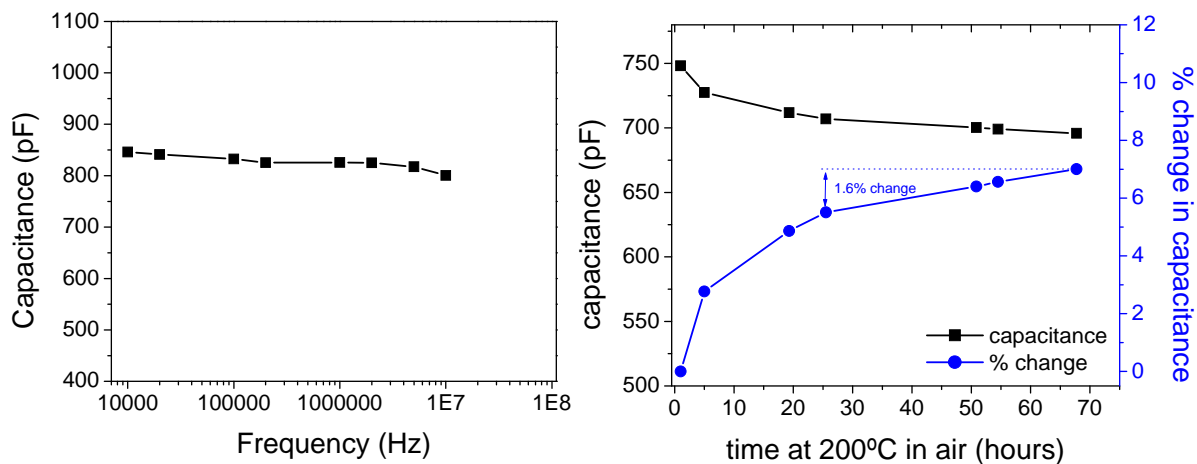 1100
1000
900
800
700
600
500
400
Capacitance (pF)
10000 100000 1000000 1E7 1E8
Frequency (Hz)
750
700
650
600
550
500
capacitance (pF)
1.6% change
capacitance
% change
0 10 20 30 40 50 60 70
time at 200ºC in air (hours)
12
10
8
6
4
2
0
% change in capacitance